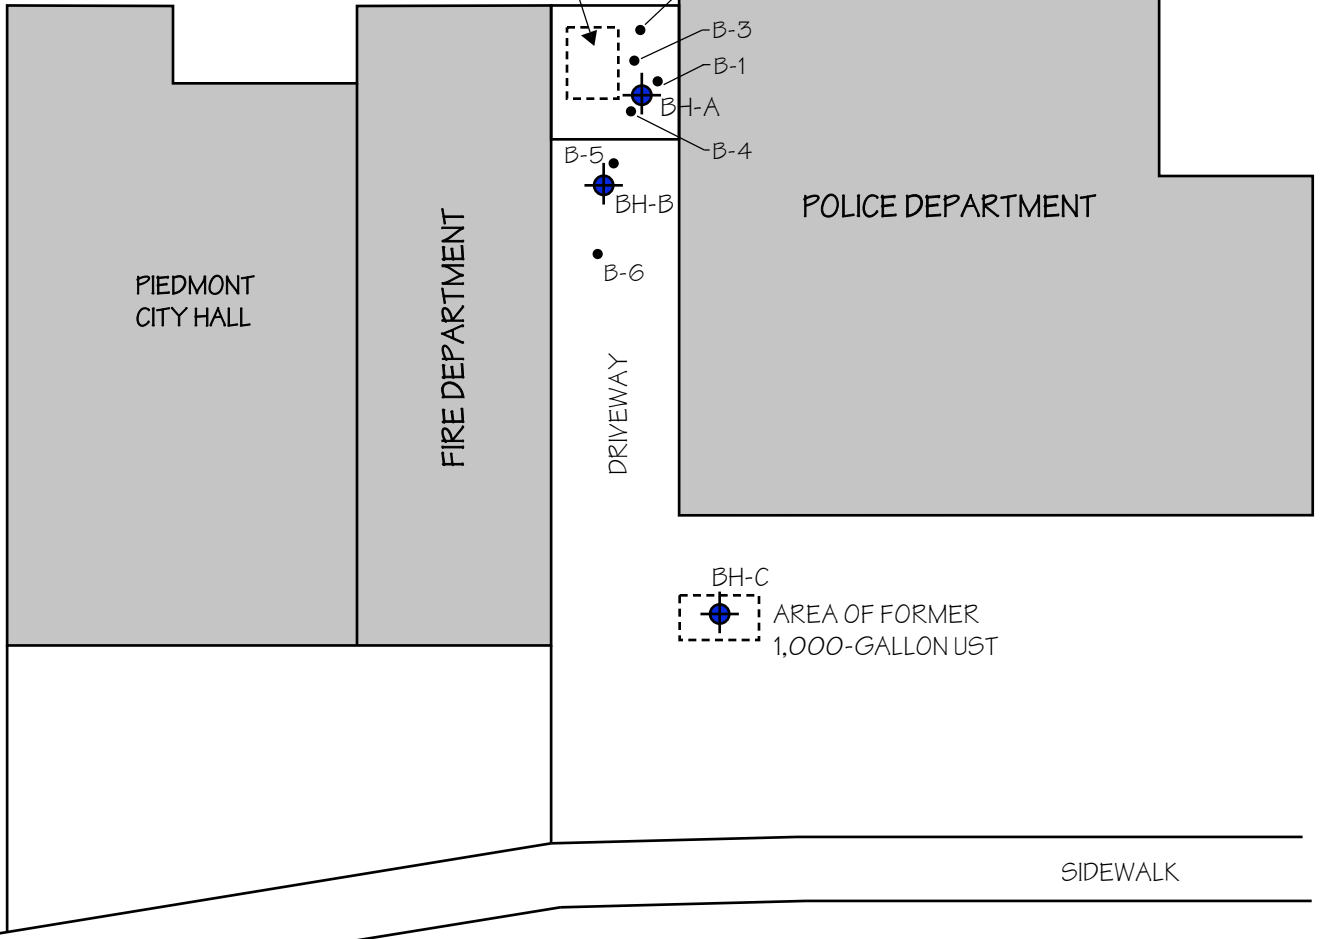 B-3
B-1
BH-A
B-4
B-5
BH-B
POLICE DEPARTMENT
B-6
PIEDMONT
CITY HALL
FIRE DEPARTMENT
DRIVEWAY
BH-C
AREA OF FORMER
1,000-GALLON UST
SIDEWALK